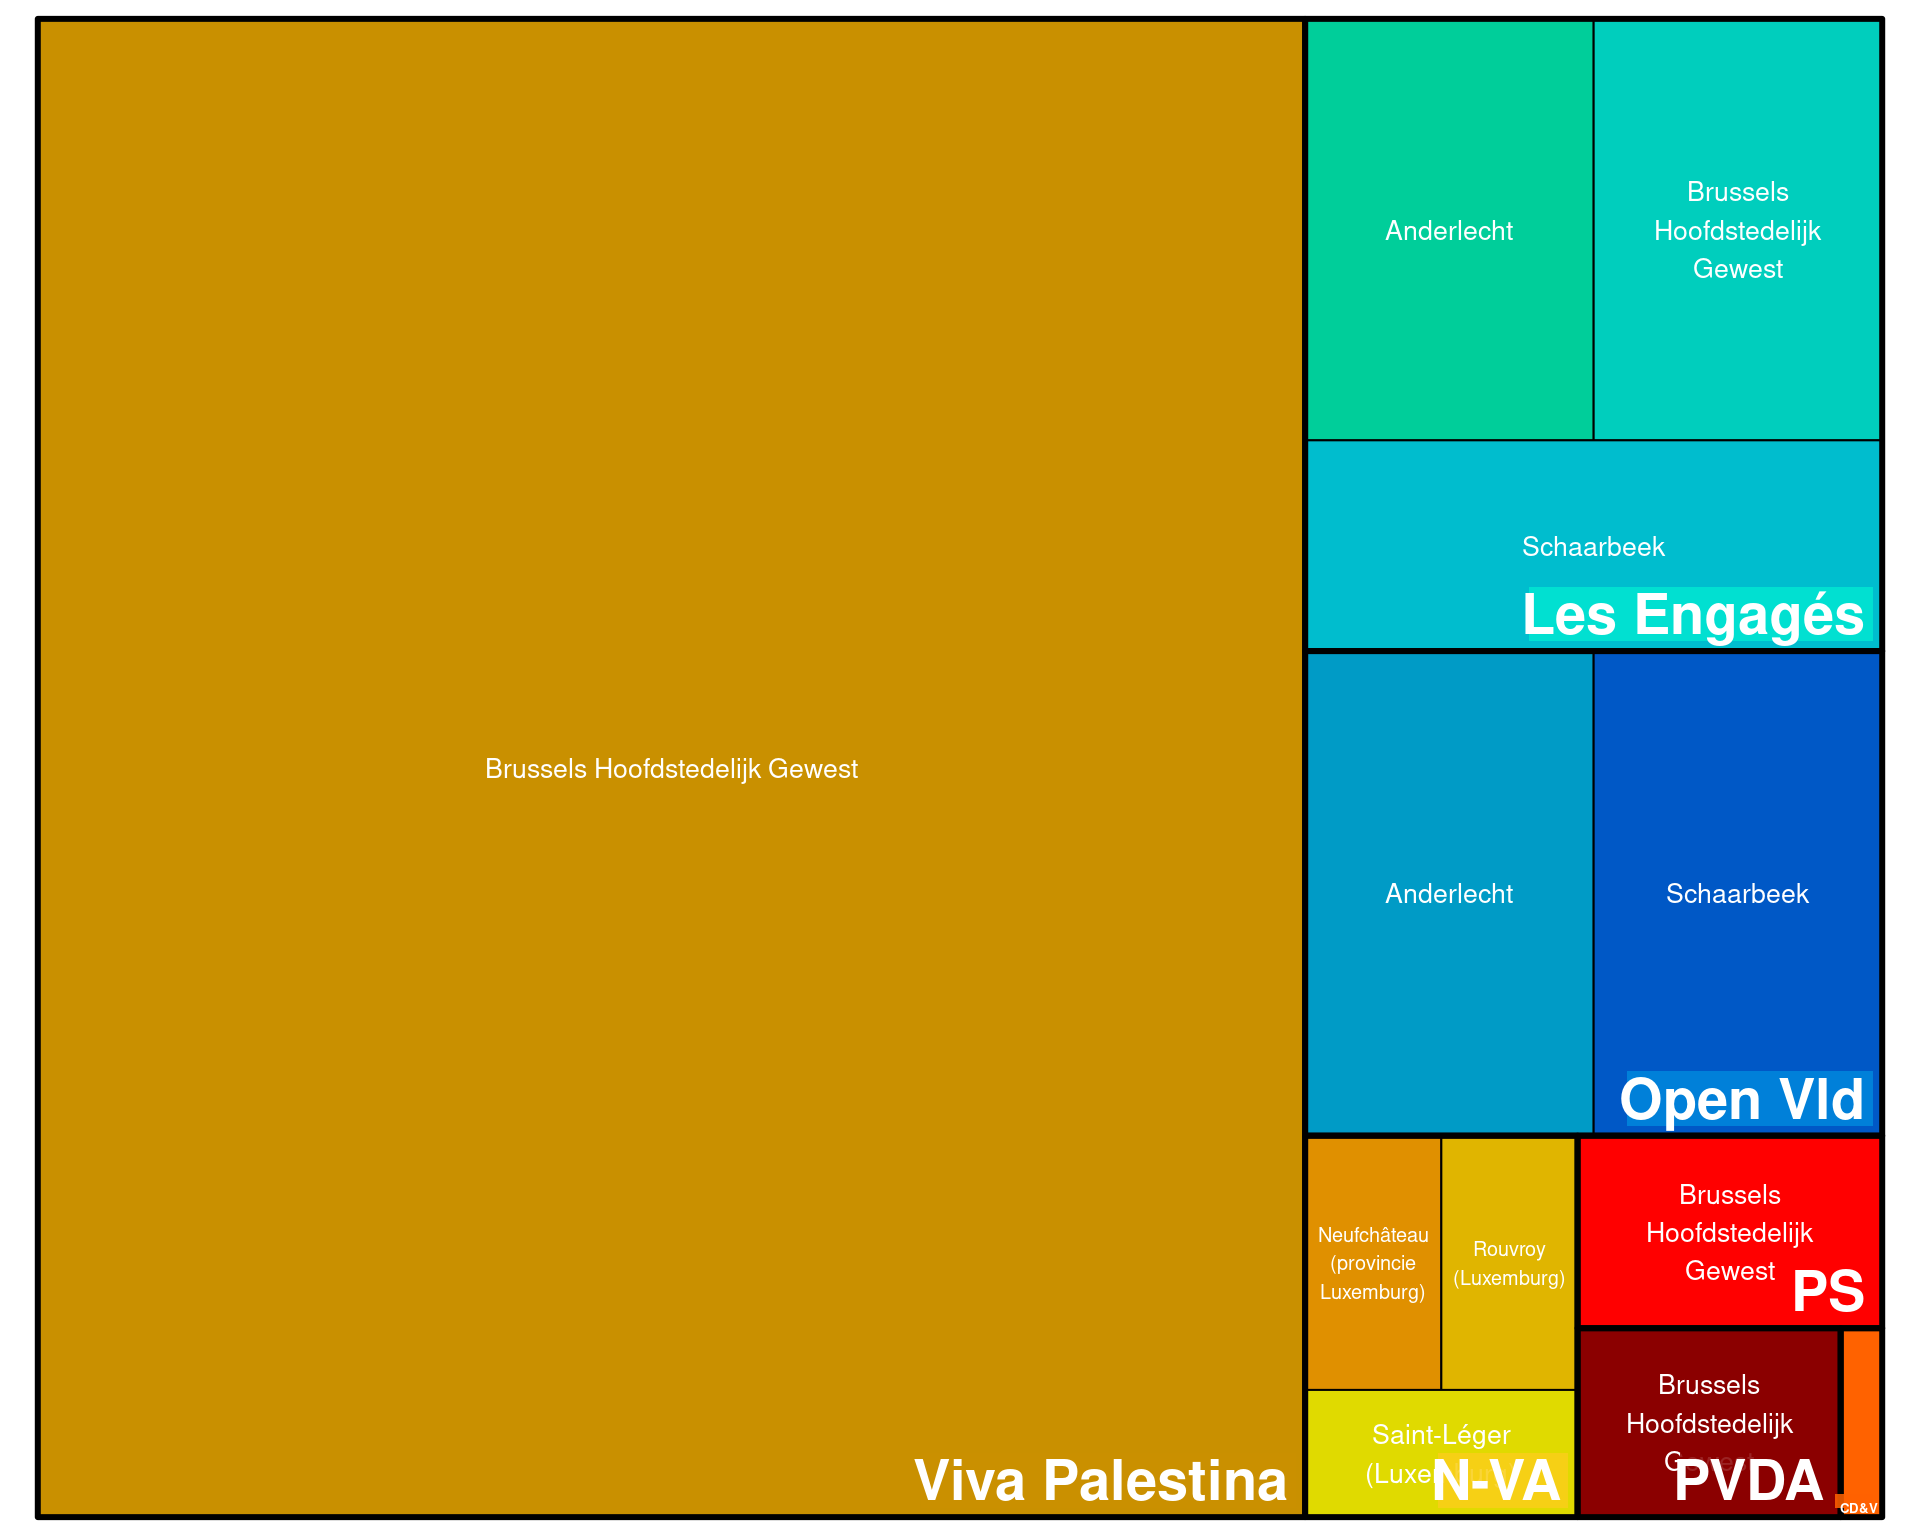 Brussels Hoofdstedelijk Gewest
Viva Palestina
Anderlecht
Brussels
Hoofdstedelijk
Gewest
Schaarbeek
Les Engagés
Anderlecht
Schaarbeek
Open Vld
Neufchâteau
(provincie
Luxemburg)
Rouvroy
(Luxemburg)
Saint-Léger
N-VA
Brussels
Hoofdstedelijk
Gewest
PS
Brussels
Hoofdstedelijk
PVDA
CD&V